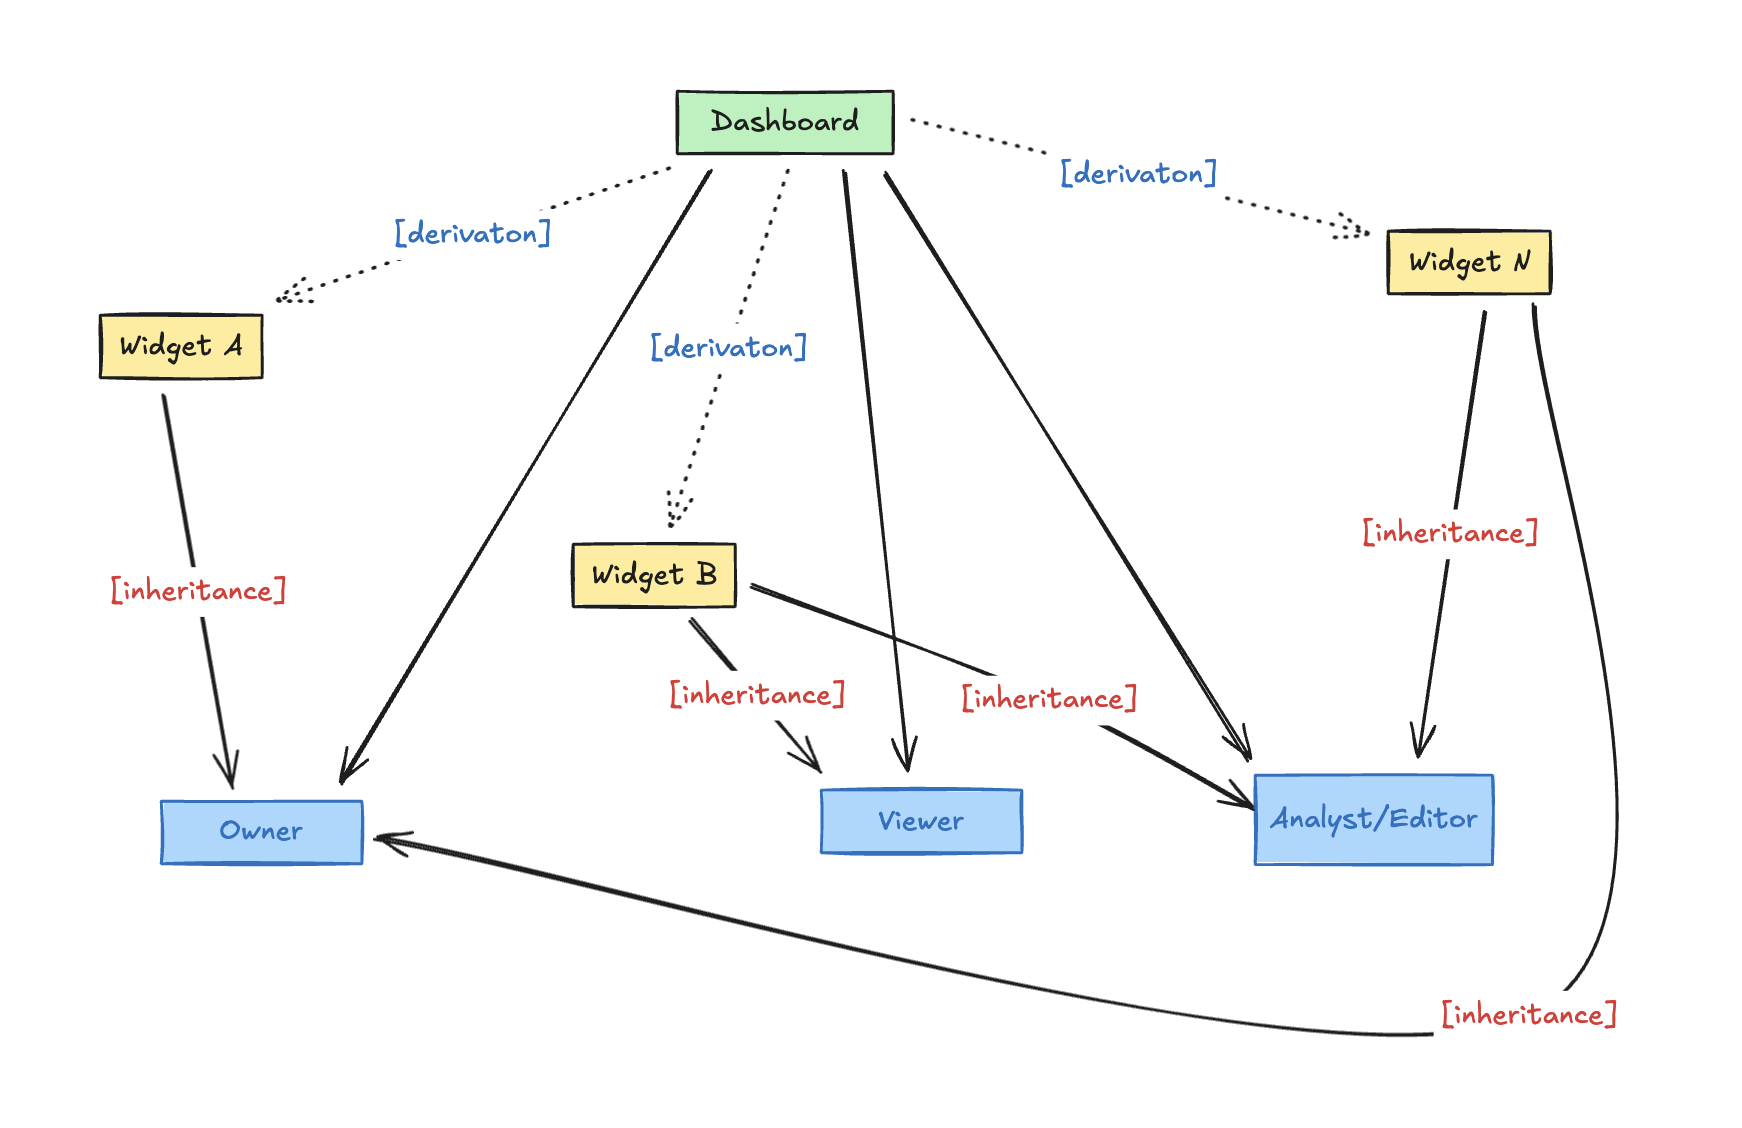 Dashboard
[derivaton]
[derivaton]
Widget N
Widget A
[derivaton]
[inheritance]
Widget B
[inheritance]
[inheritance]
[inheritance]
Owner
Viewer
Analyst/Editor
[inheritance]